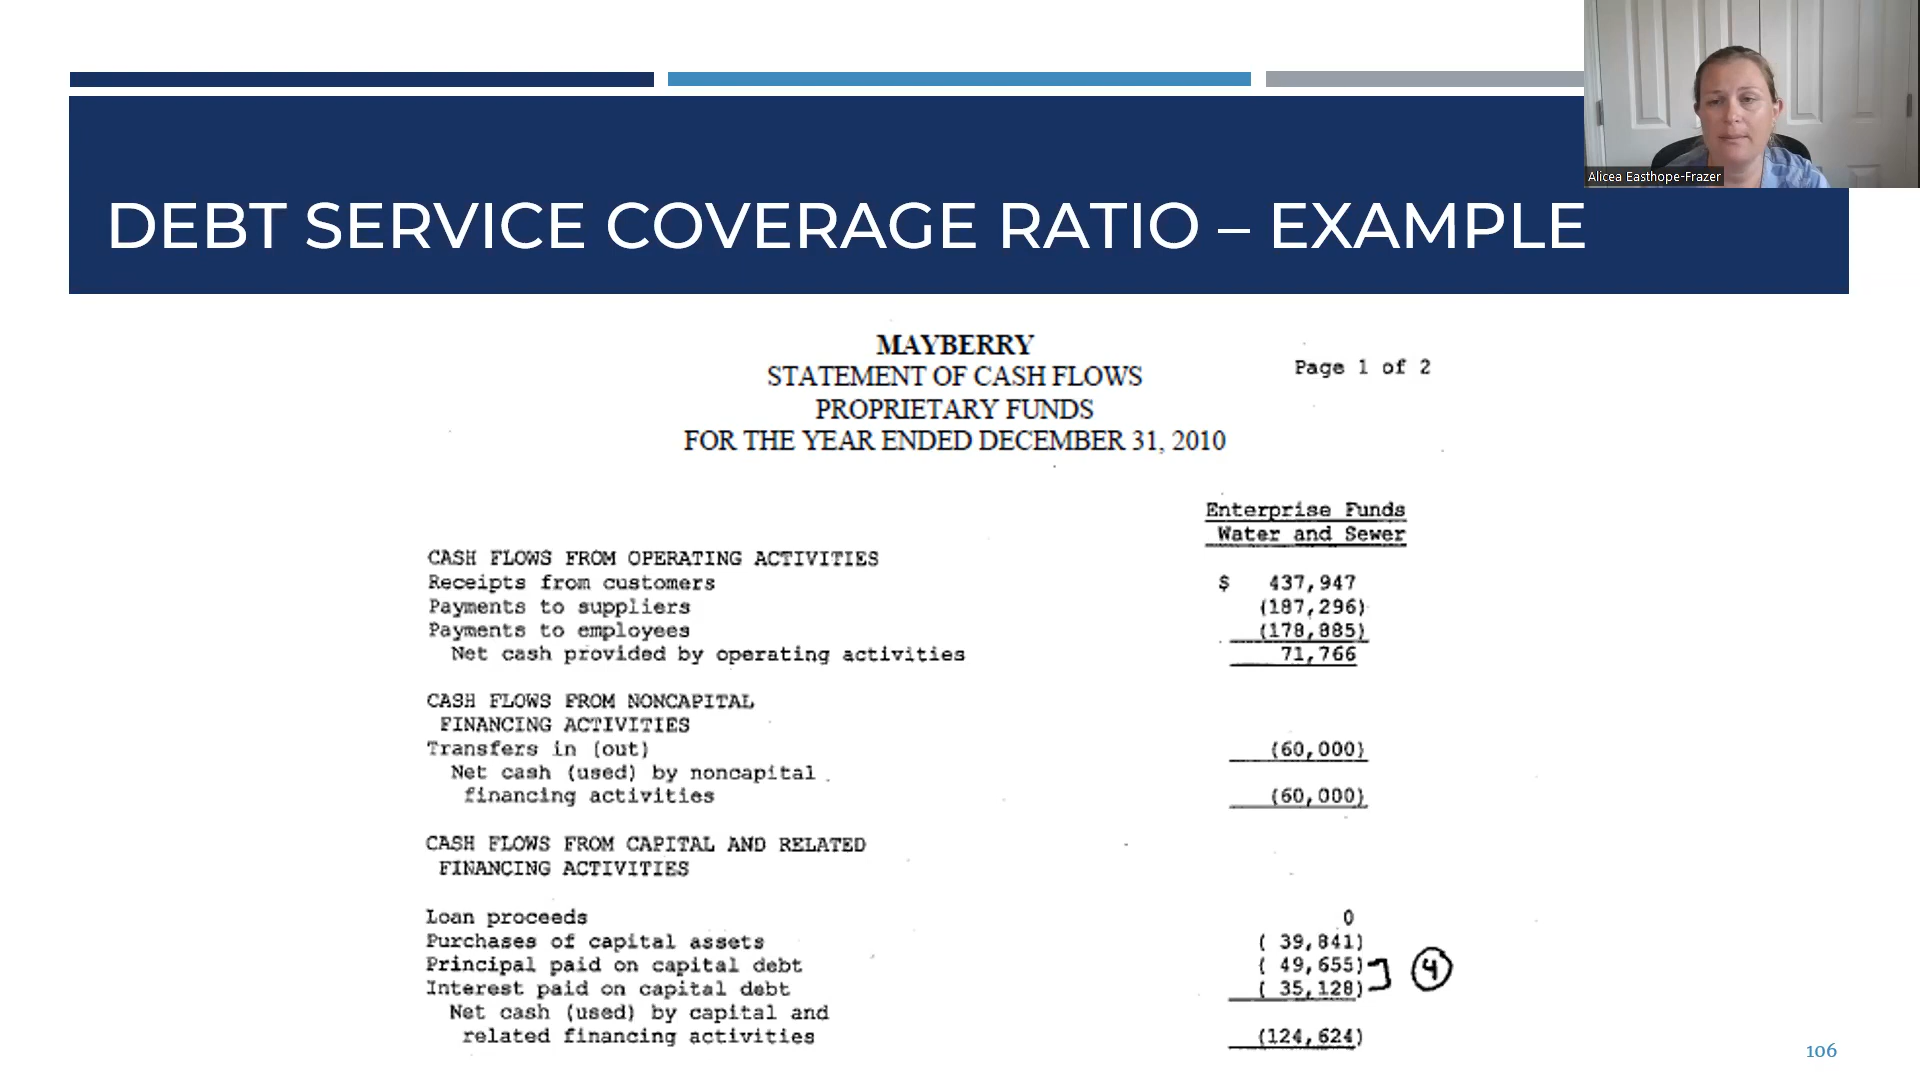 Alicea Easthope-Frazer
DEBT SERVICE COVERAGE RATIO – EXAMPLE
MAYBERRY
STATEMENT OF CASH FLOWS
PROPRIETARY FUNDS
FOR THE YEAR ENDED DECEMBER 31, 2010
Page 1 of 2
Enterprise Funds
Water and Sewer
CASH FLOWS FROM OPERATING ACTIVITIES
Receipts from customers $ 437,947
Payments to suppliers (187,296)
Payments to employees (178,885)
Net cash provided by operating activities 71,766
CASH FLOWS FROM NONCAPITAL
FINANCING ACTIVITIES
Transfers in (out) (60,000)
Net cash (used) by noncapital
financing activities (60,000)
CASH FLOWS FROM CAPITAL AND RELATED
FINANCING ACTIVITIES
Loan proceeds 0
Purchases of capital assets ( 39,841)
Principal paid on capital debt ( 49,655)
4
Interest paid on capital debt ( 35,128)
Net cash (used) by capital and
related financing activities (124,624)
106